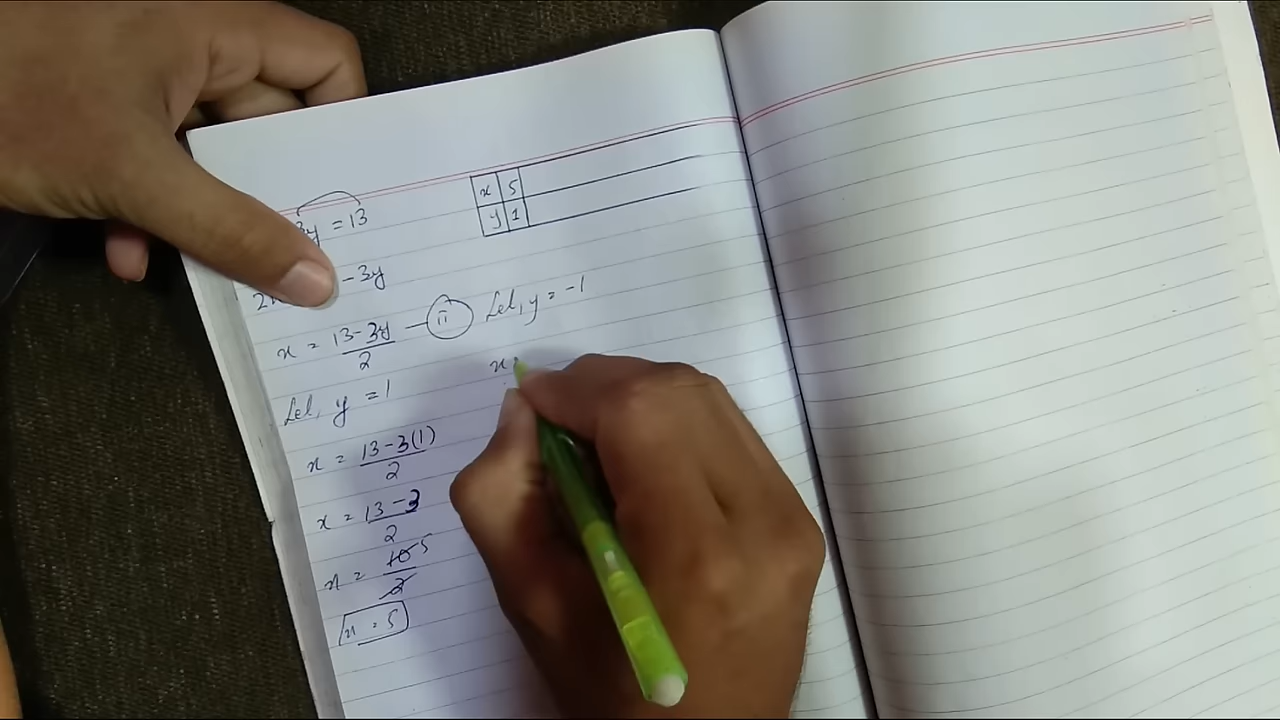 3y = 13
x 5
y 1
2x - 3y
x = 13 - 3y / 2 — (ii)
Let, y = -1
x =
Let, y = 1
x = 13 - 3(1) / 2
x = 13 - 3 / 2
x = 10 5 / 2
x = 5